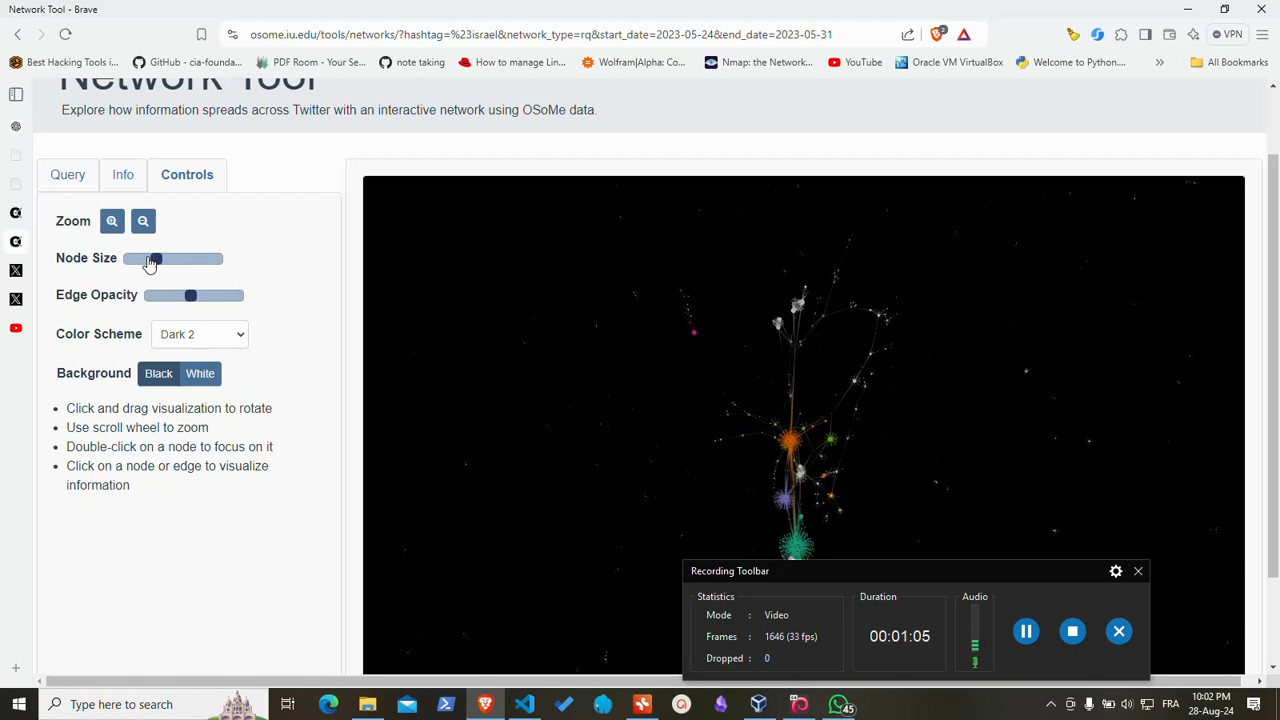 Network Tool - Brave
osome.iu.edu/tools/networks/?hashtag=%23israel&network_type=rq&start_date=2023-05-24&end_date=2023-05-31
2
VPN
Best Hacking Tools i...
GitHub - cia-founda...
PDF Room - Your Se...
note taking
How to manage Lin...
Wolfram|Alpha: Co...
Nmap: the Network...
YouTube
Oracle VM VirtualBox
Welcome to Python....
»
All Bookmarks
Network Tool
Explore how information spreads across Twitter with an interactive network using OSoMe data.
Query
Info
Controls
Zoom
Node Size
Edge Opacity
Color Scheme
Dark 2
Background
Black
White
• Click and drag visualization to rotate
• Use scroll wheel to zoom
• Double-click on a node to focus on it
• Click on a node or edge to visualize
information
Recording Toolbar
Statistics
Mode : Video
Frames : 1646 (33 fps)
Dropped : 0
Duration
00:01:05
Audio
Type here to search
45
FRA
10:02 PM
28-Aug-24